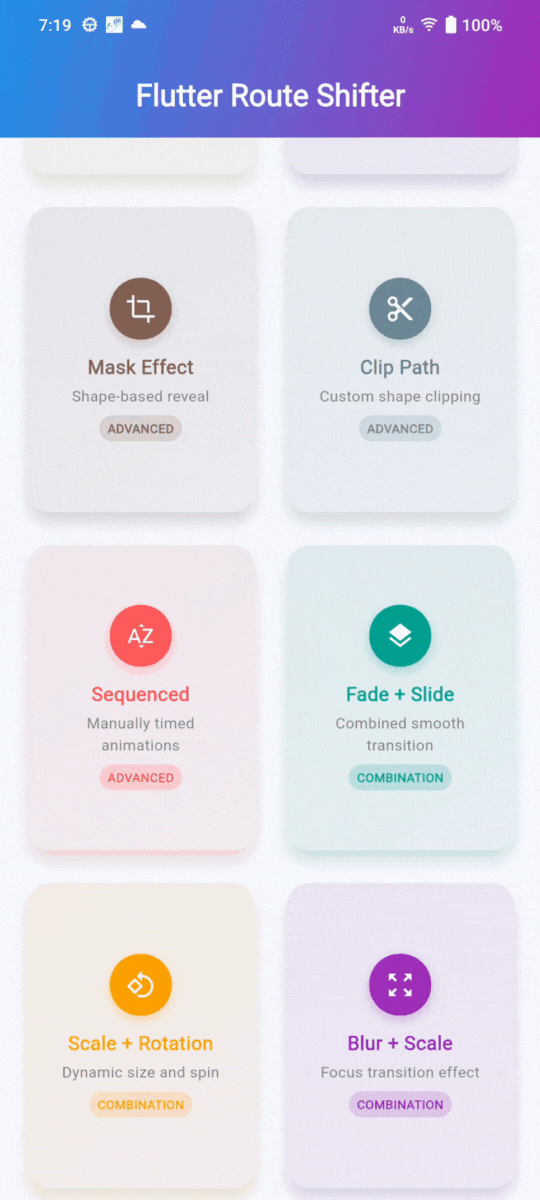 7:19
0
KB/s
100%
Flutter Route Shifter
Mask Effect
Shape-based reveal
ADVANCED
Clip Path
Custom shape clipping
ADVANCED
AZ
Sequenced
Manually timed
animations
ADVANCED
Fade + Slide
Combined smooth
transition
COMBINATION
Scale + Rotation
Dynamic size and spin
COMBINATION
Blur + Scale
Focus transition effect
COMBINATION